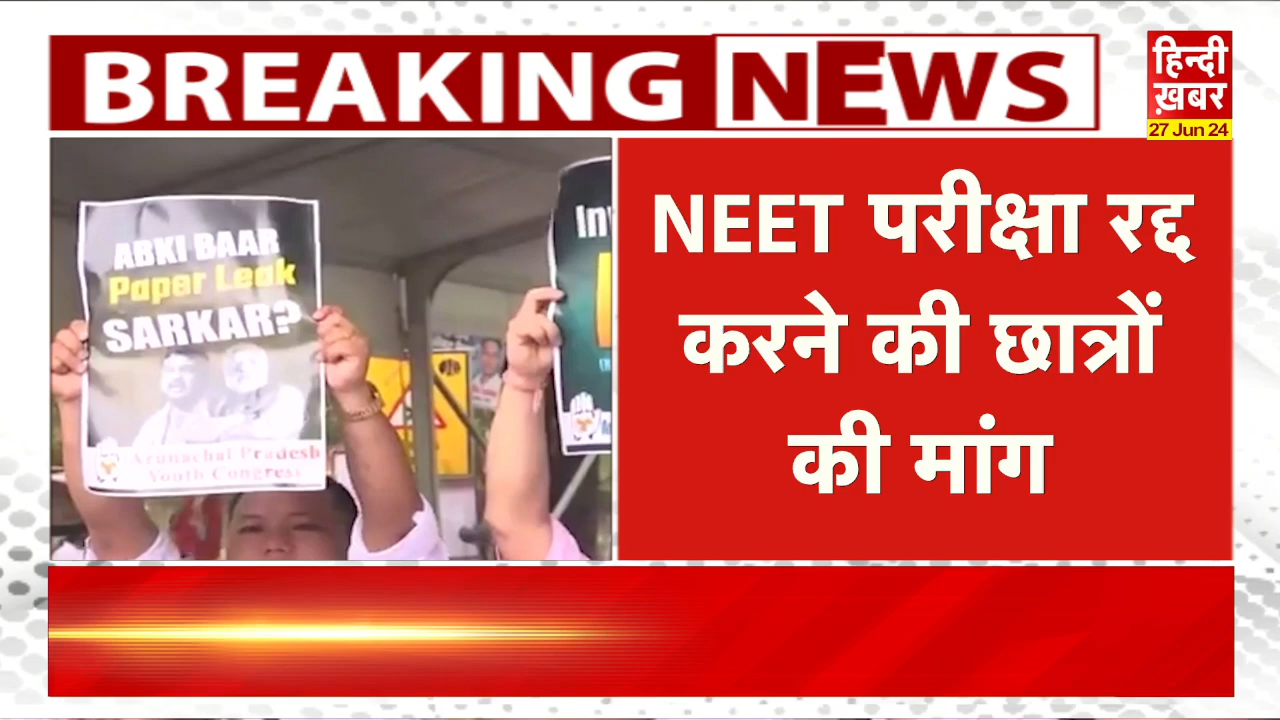 BREAKING NEWS
हिन्दी
ख़बर
27 Jun 24
ABKI BAAR
Paper Leak
SARKAR?
Arunachal Pradesh
Youth Congress
NEET परीक्षा रद्द
करने की छात्रों
की मांग